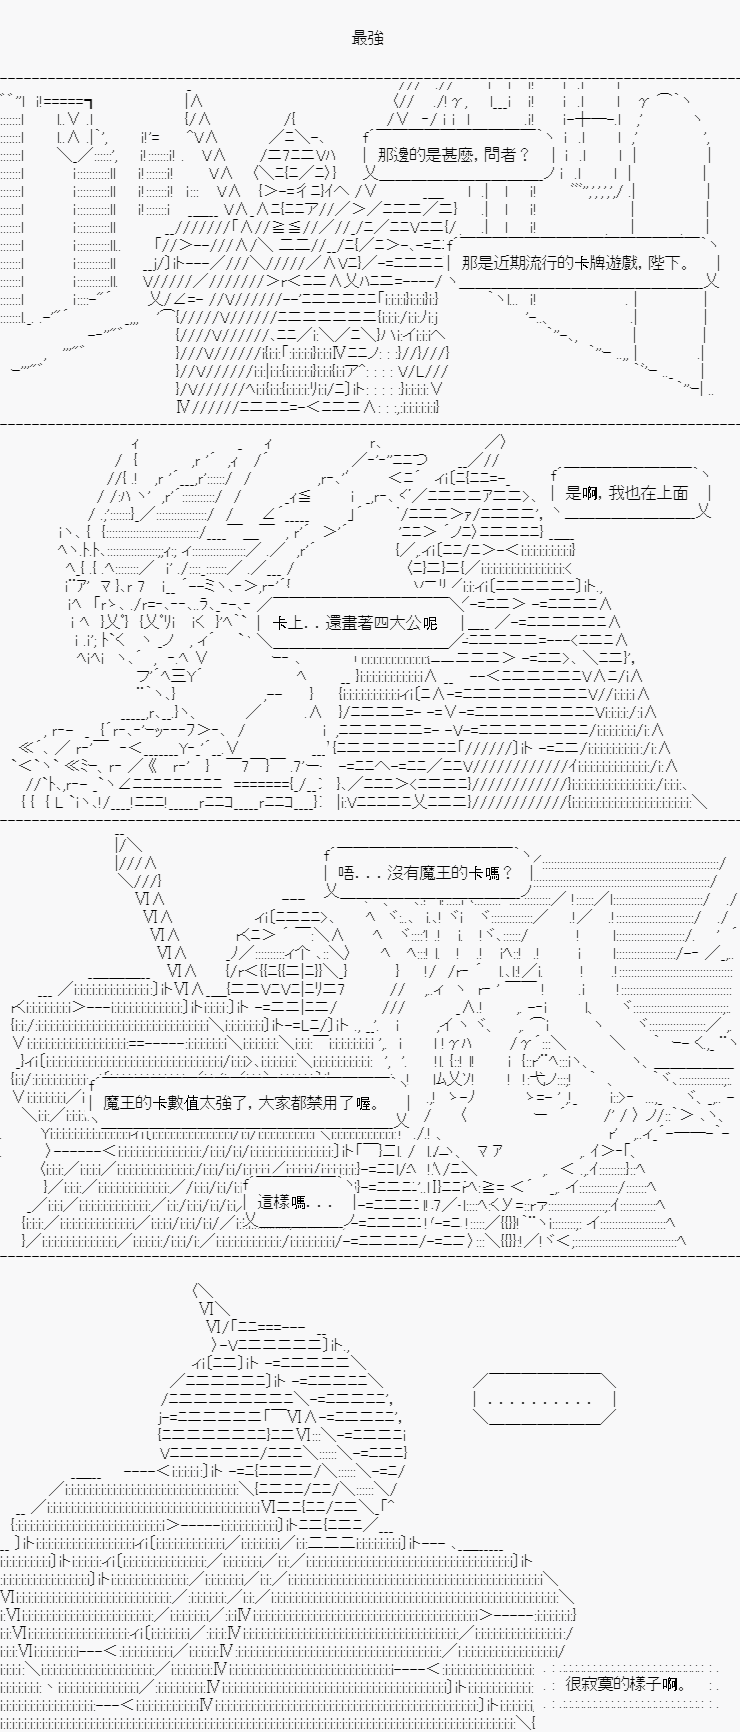 最強
那邊的是甚麼，問者？
那是近期流行的卡牌遊戲，陛下。
是啊，我也在上面
卡上．．還畫著四大公呢
唔．．．沒有魔王的卡嗎？
魔王的卡數值太強了，大家都禁用了喔。
這樣嗎．．．
．．．．．．．．．．
很寂寞的樣子啊。